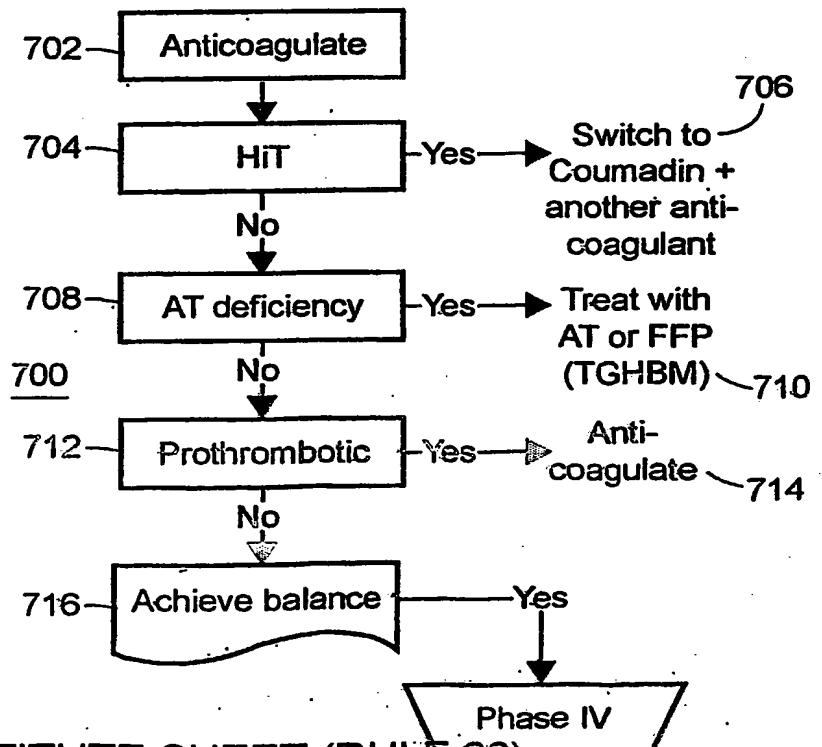 702 Anticoagulate
706
704 HiT Yes Switch to
Coumadin +
another anti-
coagulant
No
708 AT deficiency Yes Treat with
AT or FFP
(TGHBM) 710
700
No
712 Prothrombotic Yes Anti-
coagulate 714
No
716 Achieve balance Yes
Phase IV